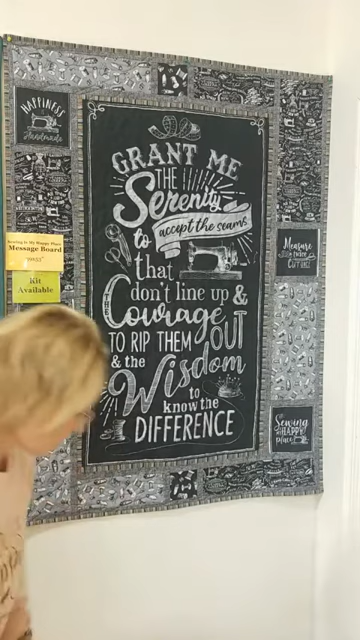 HAPPINESS
is
Handmade
GRANT ME
THE
Serenity
to accept the seams
that
don't line up &
THE Courage
TO RIP THEM OUT
& the
Wisdom
to
know the
DIFFERENCE
Sewing Is My Happy Place
Message Board
Kit
Available
Measure
twice
CUT ONCE
Sewing
is my
HAPPY
place